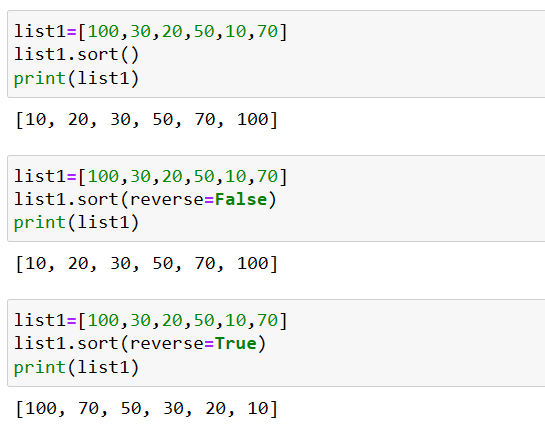 list1=[100,30,20,50,10,70]
list1.sort()
print(list1)
[10, 20, 30, 50, 70, 100]
list1=[100,30,20,50,10,70]
list1.sort(reverse=False)
print(list1)
[10, 20, 30, 50, 70, 100]
list1=[100,30,20,50,10,70]
list1.sort(reverse=True)
print(list1)
[100, 70, 50, 30, 20, 10]